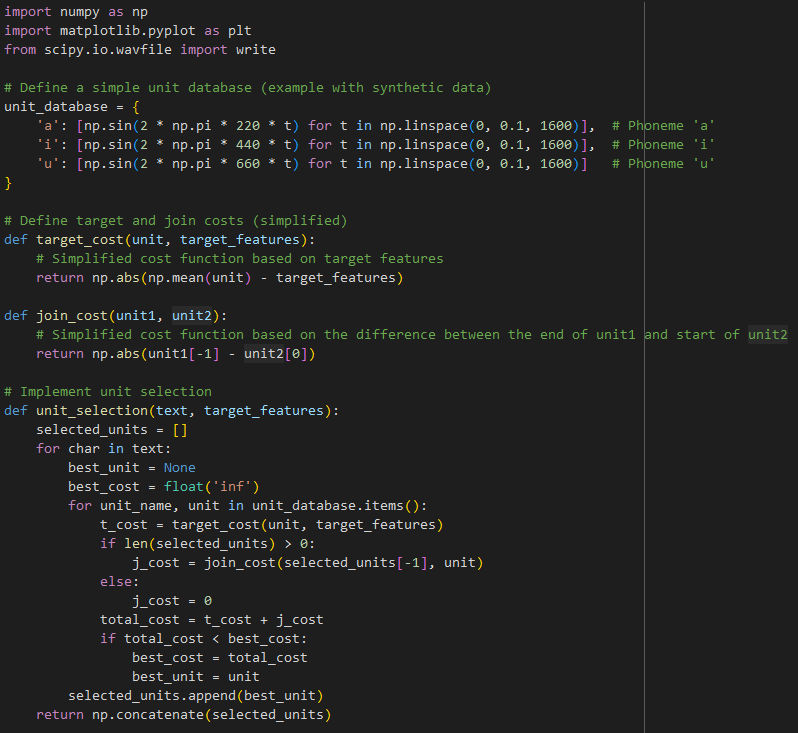 import numpy as np
import matplotlib.pyplot as plt
from scipy.io.wavfile import write

# Define a simple unit database (example with synthetic data)
unit_database = {
    'a': [np.sin(2 * np.pi * 220 * t) for t in np.linspace(0, 0.1, 1600)],  # Phoneme 'a'
    'i': [np.sin(2 * np.pi * 440 * t) for t in np.linspace(0, 0.1, 1600)],  # Phoneme 'i'
    'u': [np.sin(2 * np.pi * 660 * t) for t in np.linspace(0, 0.1, 1600)]   # Phoneme 'u'
}

# Define target and join costs (simplified)
def target_cost(unit, target_features):
    # Simplified cost function based on target features
    return np.abs(np.mean(unit) - target_features)

def join_cost(unit1, unit2):
    # Simplified cost function based on the difference between the end of unit1 and start of unit2
    return np.abs(unit1[-1] - unit2[0])

# Implement unit selection
def unit_selection(text, target_features):
    selected_units = []
    for char in text:
        best_unit = None
        best_cost = float('inf')
        for unit_name, unit in unit_database.items():
            t_cost = target_cost(unit, target_features)
            if len(selected_units) > 0:
                j_cost = join_cost(selected_units[-1], unit)
            else:
                j_cost = 0
            total_cost = t_cost + j_cost
            if total_cost < best_cost:
                best_cost = total_cost
                best_unit = unit
        selected_units.append(best_unit)
    return np.concatenate(selected_units)